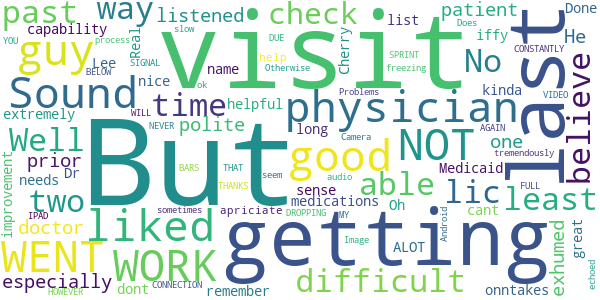 past way listened check list patient Does Done
YOU capability Real slow DUE iffy He
guy process Lee SIGNAL ok visit help Cherry SPRINT No CONSTANTLY
BELOW name Otherwise freezing kinda last
Sound nice WILL time helpful physician VIDEO believe
extremely But NEVER polite long Problems AGAIN
Well prior BARS THAT Camera NOT one tremendously
improvement needs Dr THANKS seem good sense audio Medicaid FULL
two IPAD sometimes apriciate medications MY able lic least
doctor liked DROPPING Oh cant Android exhumed great
WENT WORK getting Image ALOT
especially CONNECTION difficult onntakes echoed
HOWEVER dont remember